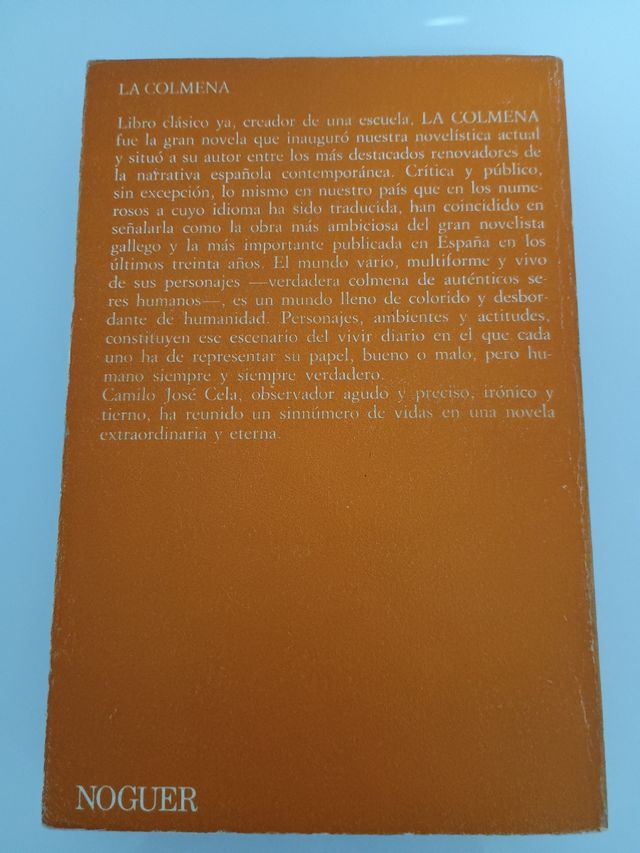 LA COLMENA
Libro clásico ya, creador de una escuela, LA COLMENA
fue la gran novela que inauguró nuestra novelística actual
y situó a su autor entre los más destacados renovadores de
la narrativa española contemporánea. Crítica y público,
sin excepción, lo mismo en nuestro país que en los nume-
rosos a cuyo idioma ha sido traducida, han coincidido en
señalarla como la obra más ambiciosa del gran novelista
gallego y la más importante publicada en España en los
últimos treinta años. El mundo vario, multiforme y vivo
de sus personajes —verdadera colmena de auténticos se-
res humanos—, es un mundo lleno de colorido y desbor-
dante de humanidad. Personajes, ambientes y actitudes,
constituyen ese escenario del vivir diario en el que cada
uno ha de representar su papel, bueno o malo, pero hu-
mano siempre y siempre verdadero.
Camilo José Cela, observador agudo y preciso, irónico y
tierno, ha reunido un sinnúmero de vidas en una novela
extraordinaria y eterna.
NOGUER